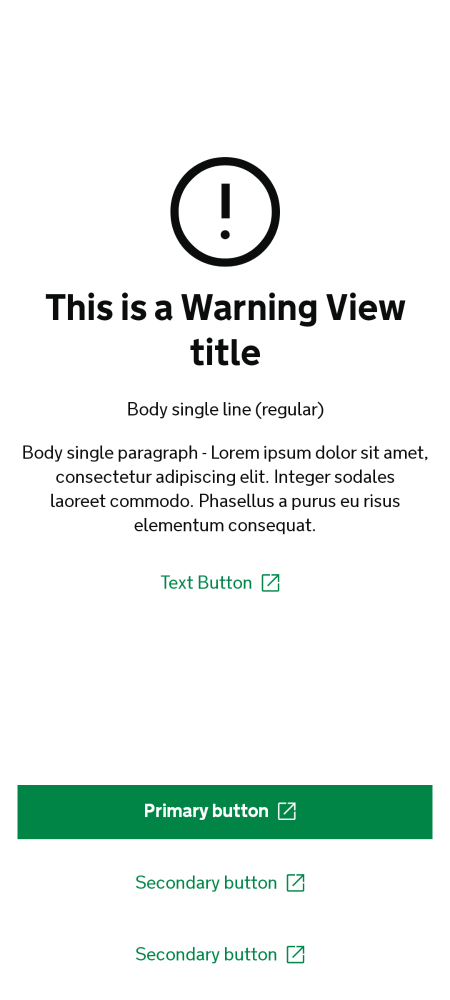 This is a Warning View
title
Body single line (regular)
Body single paragraph - Lorem ipsum dolor sit amet,
consectetur adipiscing elit. Integer sodales
laoreet commodo. Phasellus a purus eu risus
elementum consequat.
Text Button
Primary button
Secondary button
Secondary button